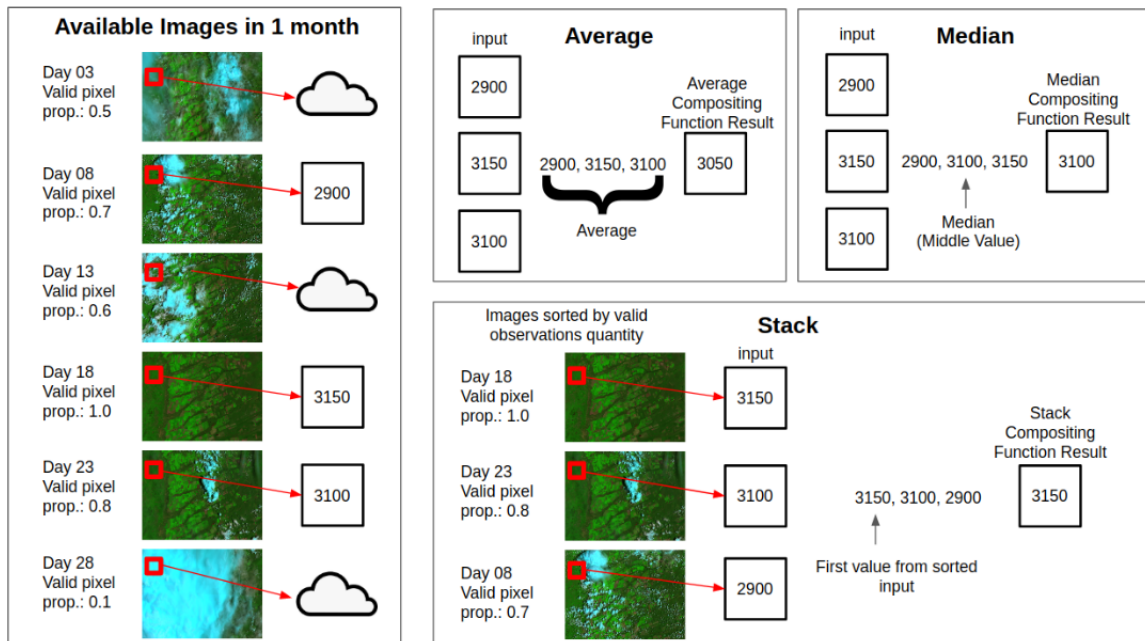 Available Images in 1 month
Day 03
Valid pixel
prop.: 0.5
Day 08
Valid pixel
prop.: 0.7
2900
Day 13
Valid pixel
prop.: 0.6
Day 18
Valid pixel
prop.: 1.0
3150
Day 23
Valid pixel
prop.: 0.8
3100
Day 28
Valid pixel
prop.: 0.1
input
Average
2900
3150
3100
2900, 3150, 3100
Average
Average
Compositing
Function Result
3050
input
Median
2900
3150
3100
2900, 3100, 3150
Median
(Middle Value)
Median
Compositing
Function Result
3100
Images sorted by valid
observations quantity
Stack
input
Day 18
Valid pixel
prop.: 1.0
3150
Day 23
Valid pixel
prop.: 0.8
3100
Day 08
Valid pixel
prop.: 0.7
2900
3150, 3100, 2900
First value from sorted
input
Stack
Compositing
Function Result
3150